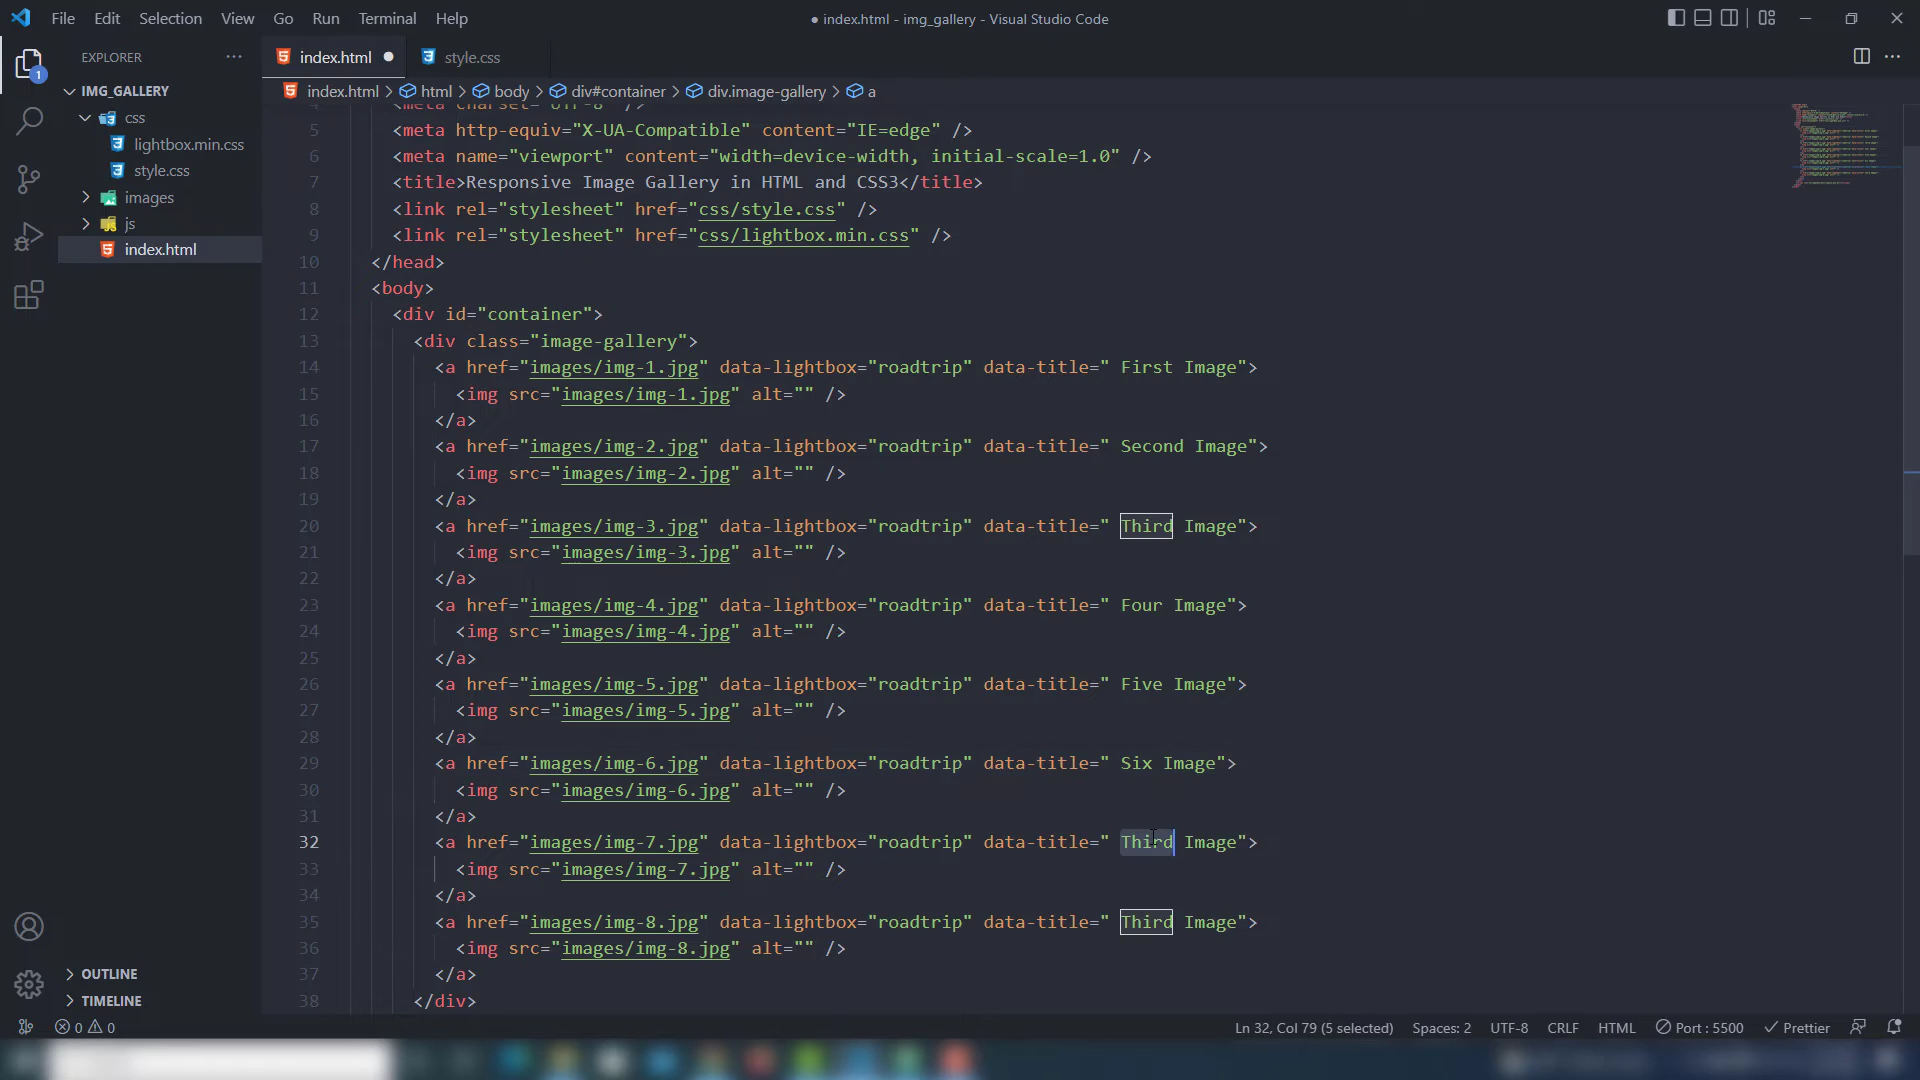 File Edit Selection View Go Run Terminal Help
● index.html - img_gallery - Visual Studio Code
EXPLORER
1
IMG_GALLERY
css
lightbox.min.css
style.css
images
js
index.html
OUTLINE
TIMELINE
index.html ● style.css
index.html > html > body > div#container > div.image-gallery > a
4 <meta charset="UTF-8" />
5 <meta http-equiv="X-UA-Compatible" content="IE=edge" />
6 <meta name="viewport" content="width=device-width, initial-scale=1.0" />
7 <title>Responsive Image Gallery in HTML and CSS3</title>
8 <link rel="stylesheet" href="css/style.css" />
9 <link rel="stylesheet" href="css/lightbox.min.css" />
10 </head>
11 <body>
12 <div id="container">
13 <div class="image-gallery">
14 <a href="images/img-1.jpg" data-lightbox="roadtrip" data-title=" First Image">
15 <img src="images/img-1.jpg" alt="" />
16 </a>
17 <a href="images/img-2.jpg" data-lightbox="roadtrip" data-title=" Second Image">
18 <img src="images/img-2.jpg" alt="" />
19 </a>
20 <a href="images/img-3.jpg" data-lightbox="roadtrip" data-title=" Third Image">
21 <img src="images/img-3.jpg" alt="" />
22 </a>
23 <a href="images/img-4.jpg" data-lightbox="roadtrip" data-title=" Four Image">
24 <img src="images/img-4.jpg" alt="" />
25 </a>
26 <a href="images/img-5.jpg" data-lightbox="roadtrip" data-title=" Five Image">
27 <img src="images/img-5.jpg" alt="" />
28 </a>
29 <a href="images/img-6.jpg" data-lightbox="roadtrip" data-title=" Six Image">
30 <img src="images/img-6.jpg" alt="" />
31 </a>
32 <a href="images/img-7.jpg" data-lightbox="roadtrip" data-title=" Third Image">
33 <img src="images/img-7.jpg" alt="" />
34 </a>
35 <a href="images/img-8.jpg" data-lightbox="roadtrip" data-title=" Third Image">
36 <img src="images/img-8.jpg" alt="" />
37 </a>
38 </div>
0 0
Ln 32, Col 79 (5 selected) Spaces: 2 UTF-8 CRLF HTML Port : 5500 Prettier